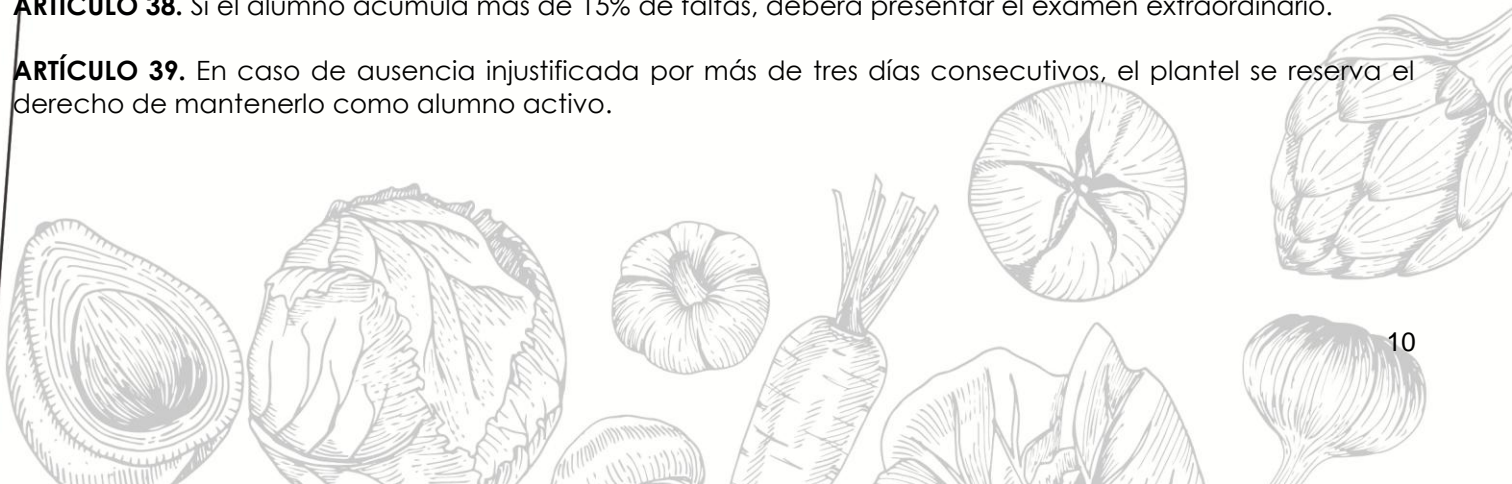 ARTÍCULO 38. Si el alumno acumula más de 15% de faltas, deberá presentar el examen extraordinario.
ARTÍCULO 39. En caso de ausencia injustificada por más de tres días consecutivos, el plantel se reserva el
derecho de mantenerlo como alumno activo.
10